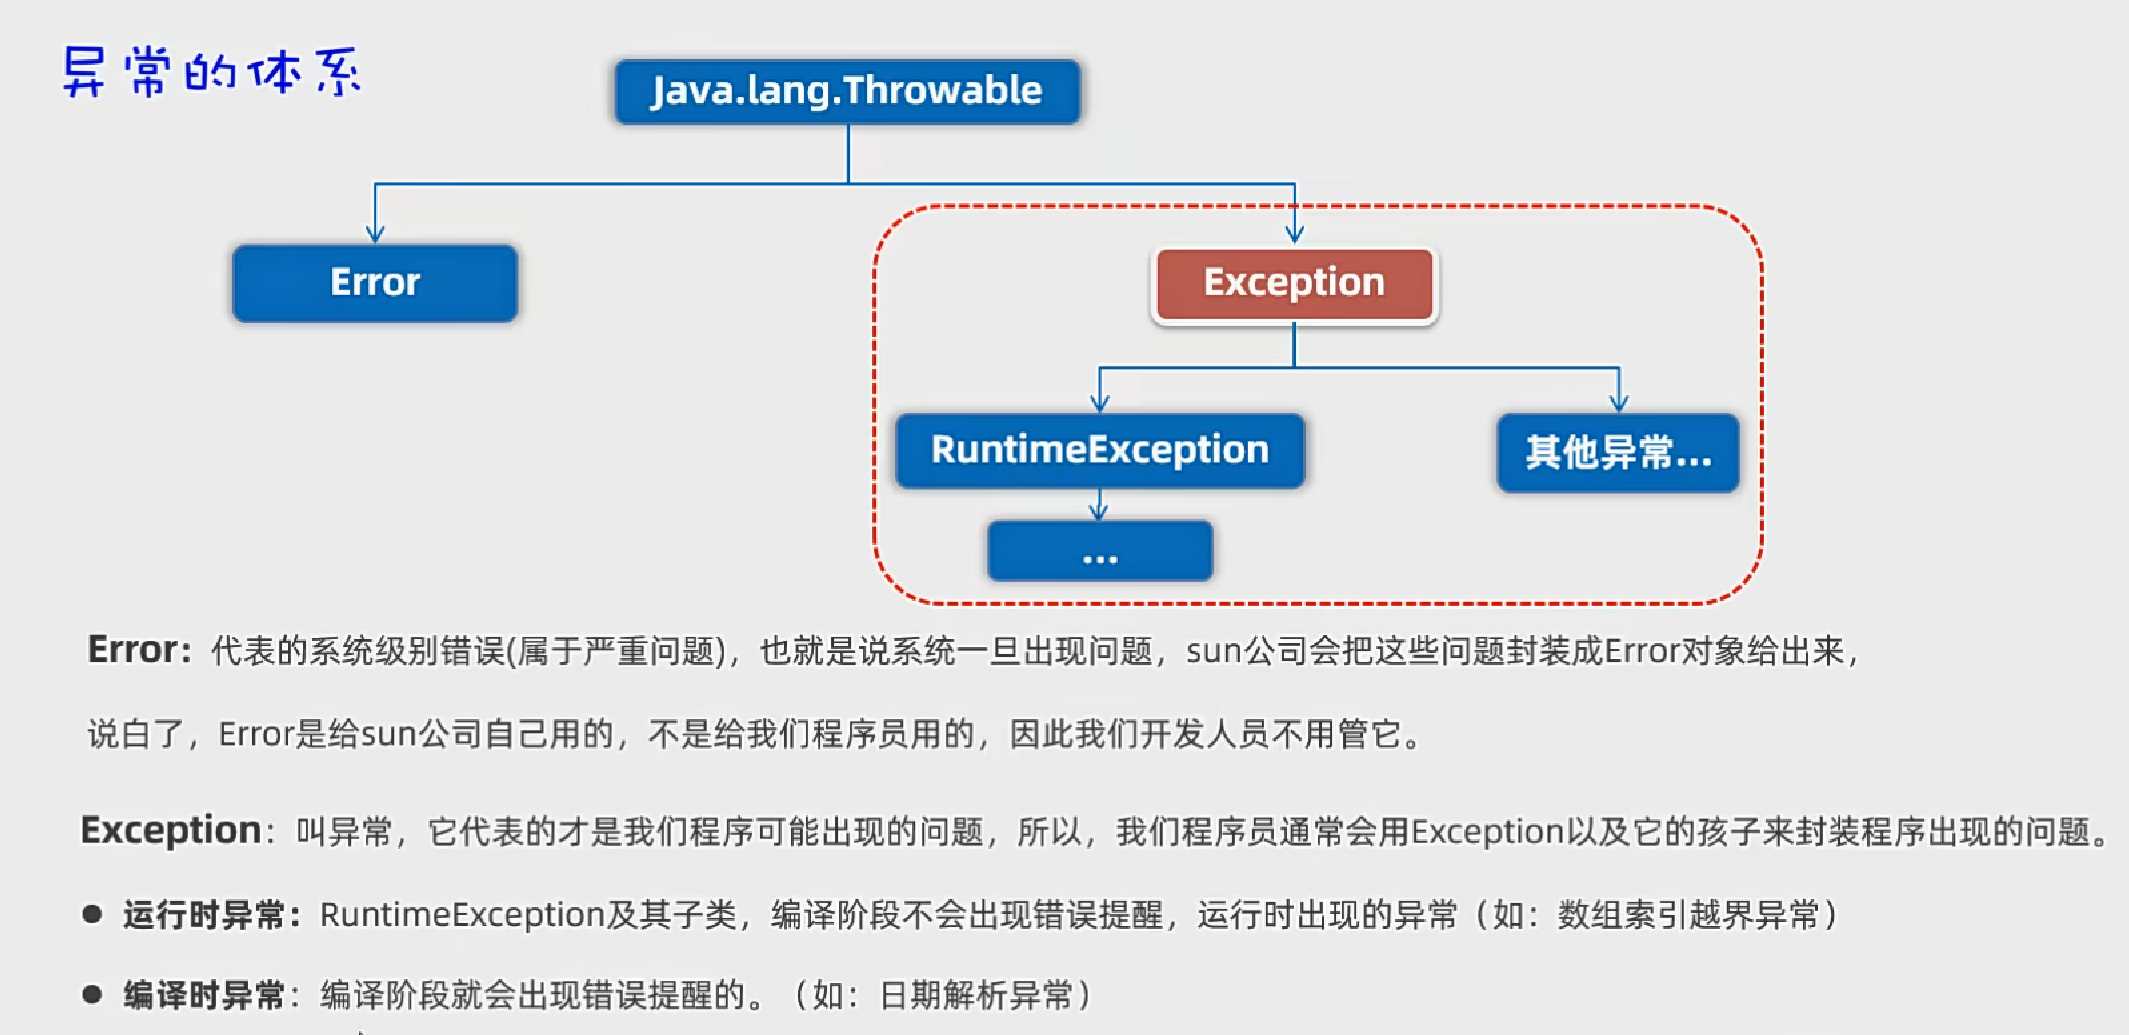 异常的体系
Java.lang.Throwable
Error
Exception
RuntimeException
其他异常...
...
Error：代表的系统级别错误(属于严重问题)，也就是说系统一旦出现问题，sun公司会把这些问题封装成Error对象给出来，
说白了，Error是给sun公司自己用的，不是给我们程序员用的，因此我们开发人员不用管它。
Exception：叫异常，它代表的才是我们程序可能出现的问题，所以，我们程序员通常会用Exception以及它的孩子来封装程序出现的问题。
● 运行时异常：RuntimeException及其子类，编译阶段不会出现错误提醒，运行时出现的异常（如：数组索引越界异常）
● 编译时异常：编译阶段就会出现错误提醒的。（如：日期解析异常）